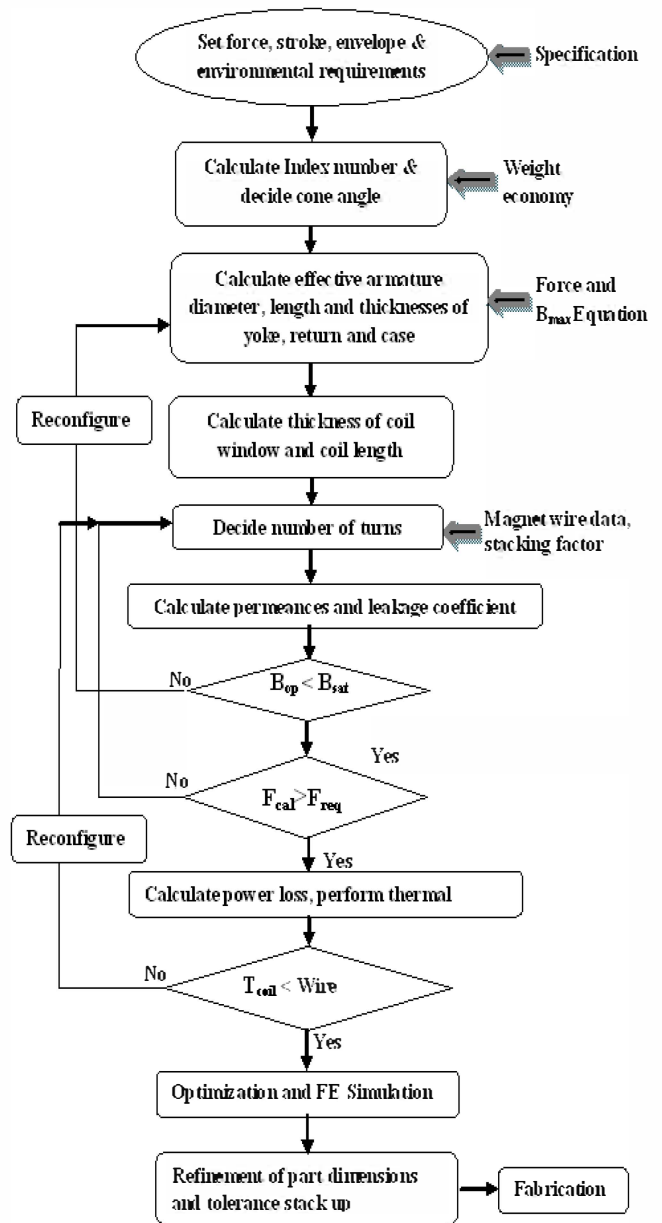 Set force, stroke, envelope &
environmental requirements
Specification
Calculate Index number &
decide cone angle
Weight
economy
Calculate effective armature
diameter, length and thicknesses of
yoke, return and case
Force and
Bmax Equation
Reconfigure
Calculate thickness of coil
window and coil length
Decide number of turns
Magnet wire data,
stacking factor
Calculate permeances and leakage coefficient
No
Bop < Bsat
Yes
No
Fcal>Freq
Reconfigure
Yes
Calculate power loss, perform thermal
No
Tcoil < Wire
Yes
Optimization and FE Simulation
Refinement of part dimensions
and tolerance stack up
Fabrication